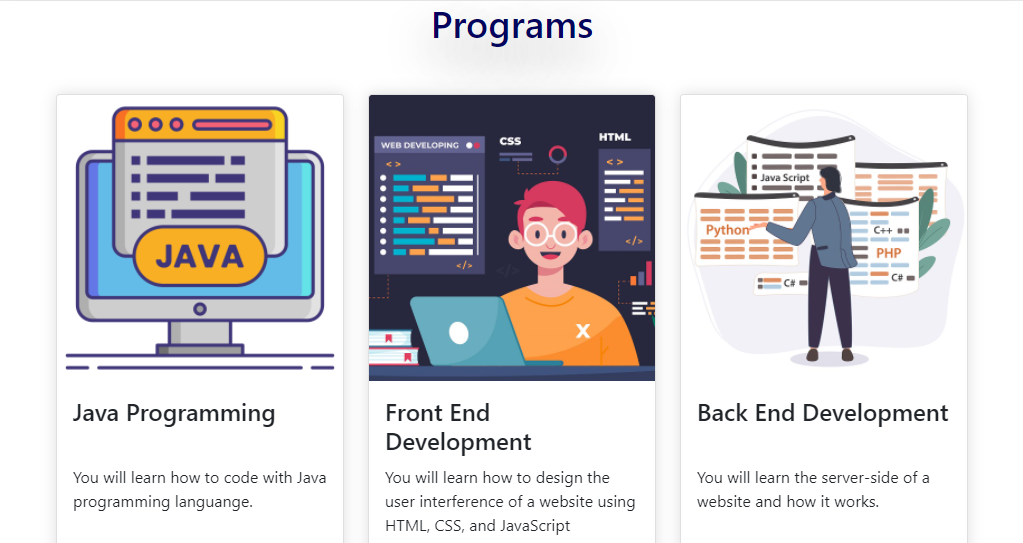 Programs
JAVA
Java Programming
You will learn how to code with Java
programming languange.
WEB DEVELOPING
CSS
HTML
< >
< >
</>
</>
</>
X
Front End
Development
You will learn how to design the
user interference of a website using
HTML, CSS, and JavaScript
Java Script
Python
C++
PHP
C#
C#
Back End Development
You will learn the server-side of a
website and how it works.